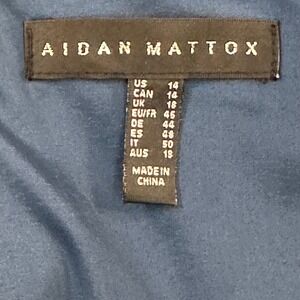 AIDAN MATTOX
US 14
CAN 14
UK 18
EU/FR 46
DE 44
ES 48
IT 50
AUS 18
MADE IN
CHINA